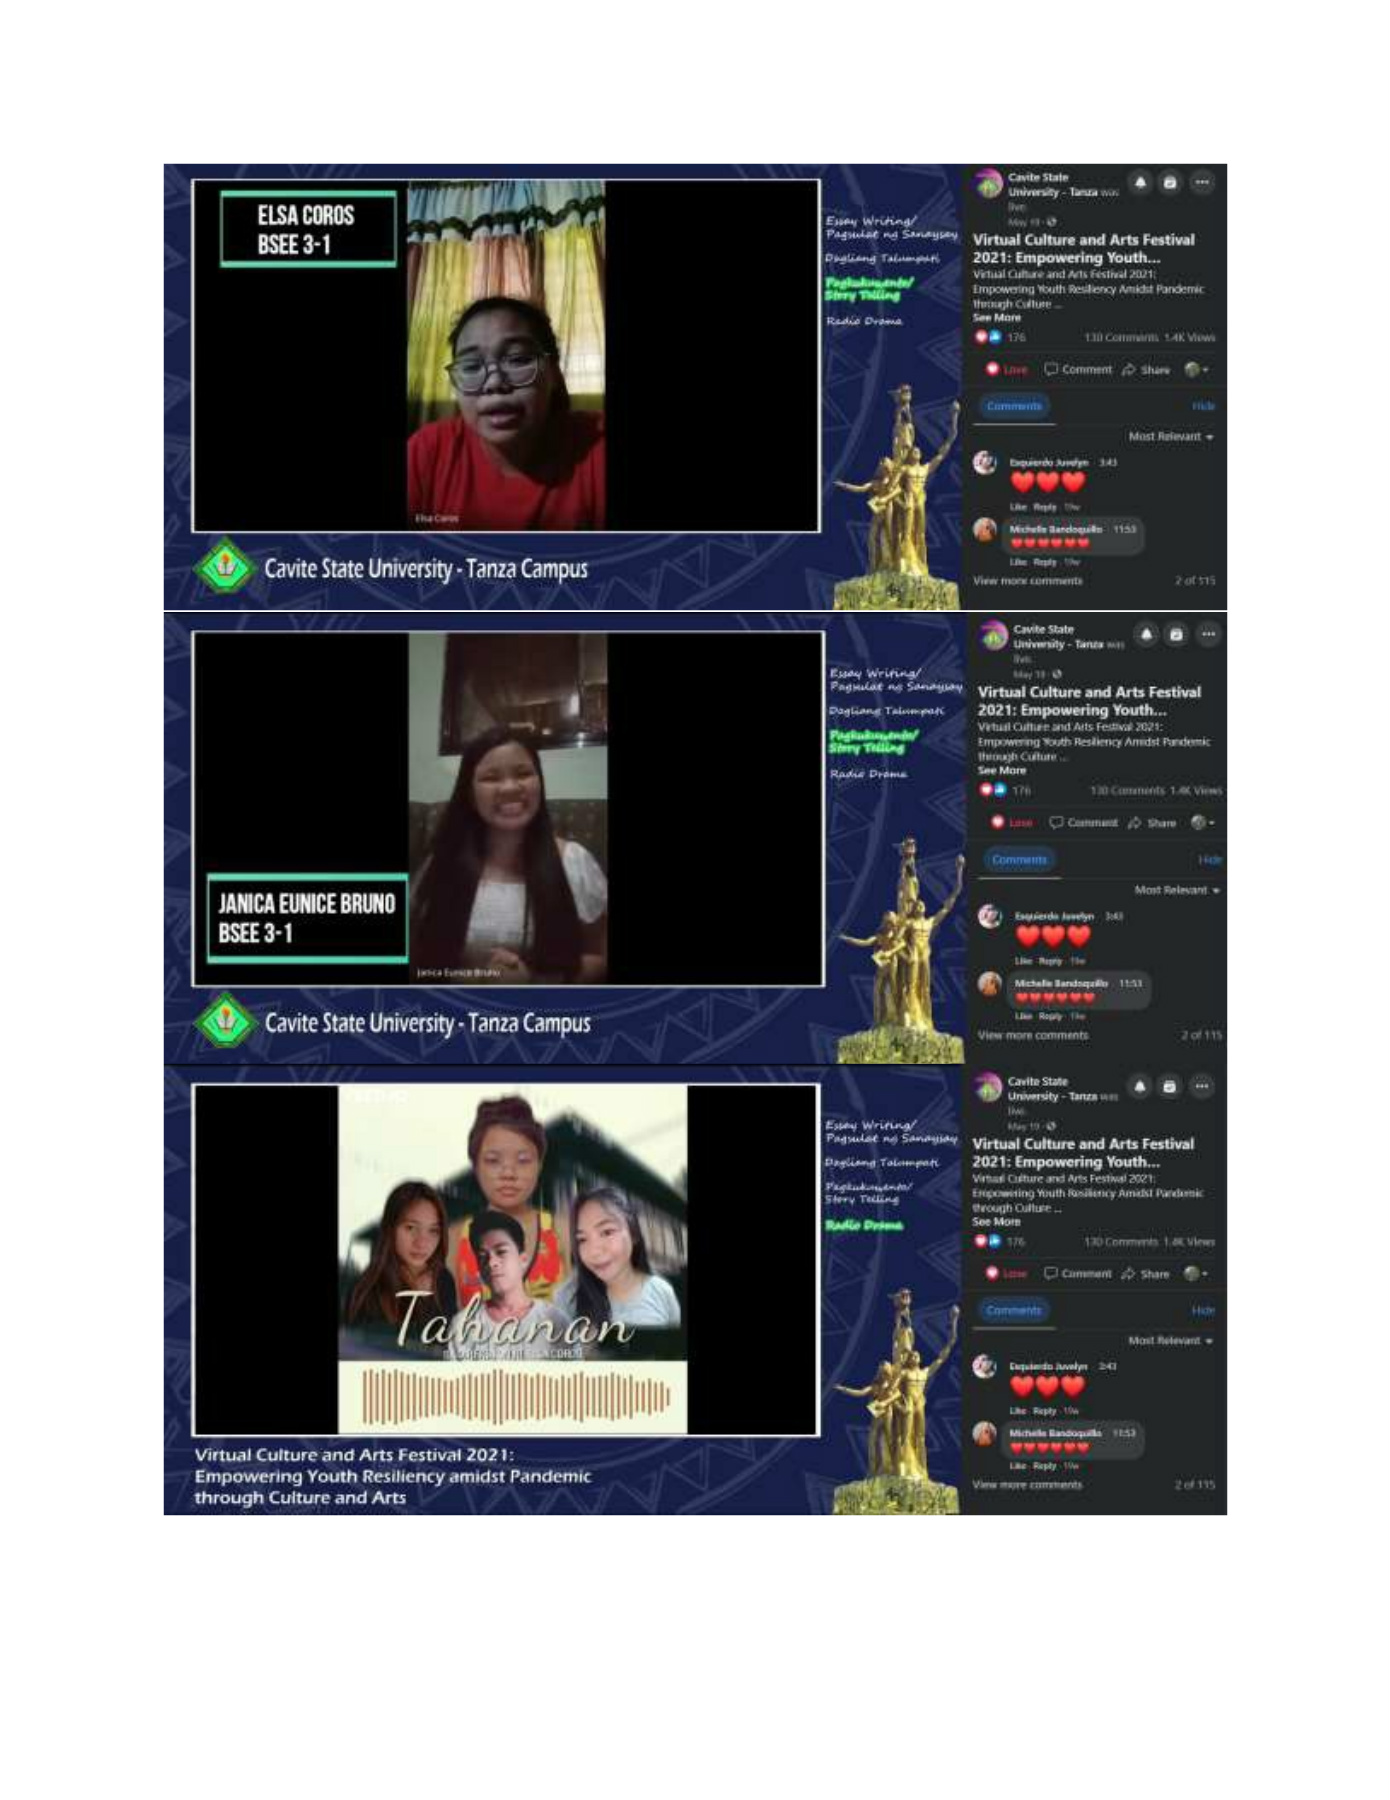 ELSA COROS
BSEE 3-1
Elsa Coros
Cavite State University - Tanza Campus
Essay Writing/
Pagsulat ng Sanaysay
Dagliang Talumpati
Pagkukuwento/
Story Telling
Radio Drama
Cavite State
University - Tanza was
live.
May 19
Virtual Culture and Arts Festival
2021: Empowering Youth...
Virtual Culture and Arts Festival 2021:
Empowering Youth Resiliency Amidst Pandemic
through Culture ...
See More
176 130 Comments 1.4K Views
Love Comment Share
Comments Hide
Most Relevant
Esquierdo Juvelyn 3:43
Like Reply 19w
Michelle Bandoquillo 11:53
Like Reply 19w
View more comments 2 of 115
JANICA EUNICE BRUNO
BSEE 3-1
Janica Eunice Bruno
Cavite State University - Tanza Campus
Essay Writing/
Pagsulat ng Sanaysay
Dagliang Talumpati
Pagkukuwento/
Story Telling
Radio Drama
Cavite State
University - Tanza was
live.
May 19
Virtual Culture and Arts Festival
2021: Empowering Youth...
Virtual Culture and Arts Festival 2021:
Empowering Youth Resiliency Amidst Pandemic
through Culture ...
See More
176 130 Comments 1.4K Views
Love Comment Share
Comments Hide
Most Relevant
Esquierdo Juvelyn 3:43
Like Reply 19w
Michelle Bandoquillo 11:53
Like Reply 19w
View more comments 2 of 115
Tahanan
Virtual Culture and Arts Festival 2021:
Empowering Youth Resiliency amidst Pandemic
through Culture and Arts
Essay Writing/
Pagsulat ng Sanaysay
Dagliang Talumpati
Pagkukuwento/
Story Telling
Radio Drama
Cavite State
University - Tanza was
live.
May 19
Virtual Culture and Arts Festival
2021: Empowering Youth...
Virtual Culture and Arts Festival 2021:
Empowering Youth Resiliency Amidst Pandemic
through Culture ...
See More
176 130 Comments 1.4K Views
Love Comment Share
Comments Hide
Most Relevant
Esquierdo Juvelyn 3:43
Like Reply 19w
Michelle Bandoquillo 11:53
Like Reply 19w
View more comments 2 of 115